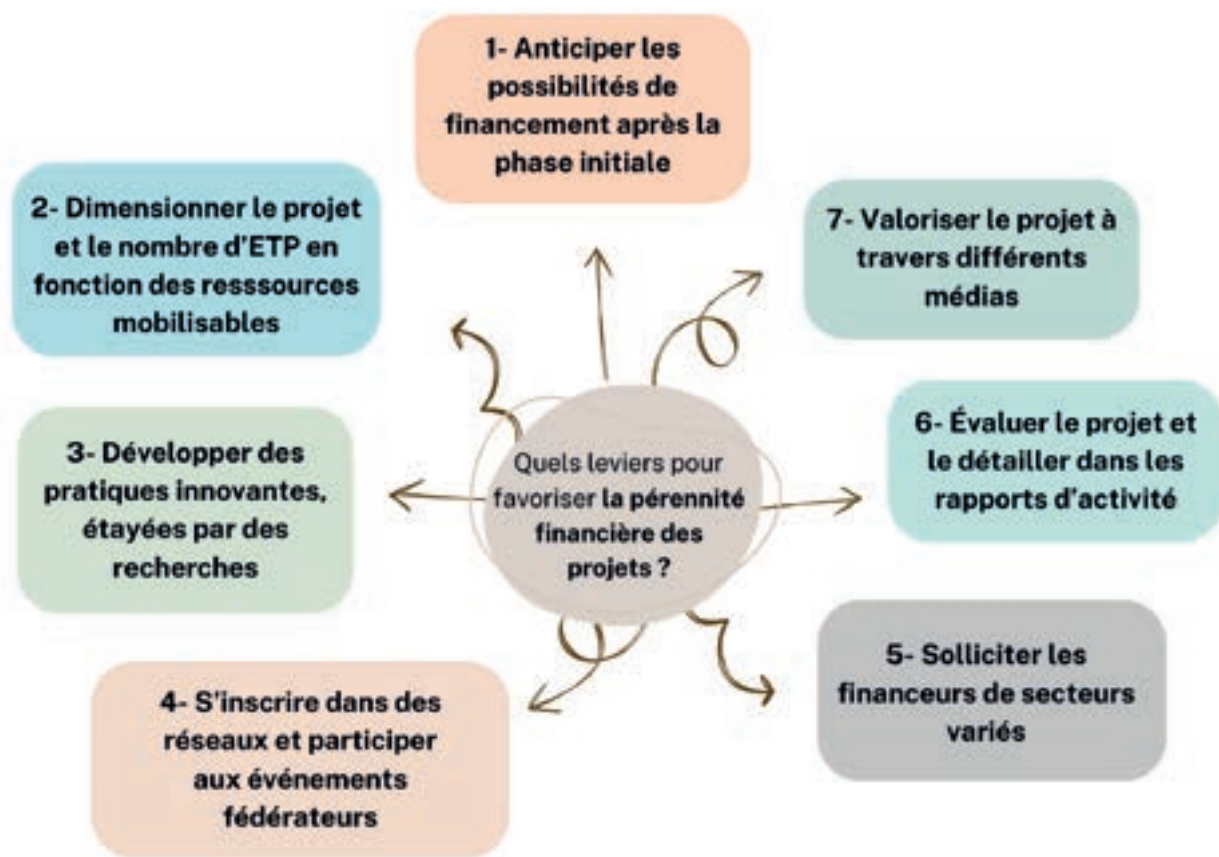 1- Anticiper les
possibilités de
financement après la
phase initiale
2- Dimensionner le projet
et le nombre d'ETP en
fonction des resssources
mobilisables
3- Développer des
pratiques innovantes,
étayées par des
recherches
4- S'inscrire dans des
réseaux et participer
aux événements
fédérateurs
5- Solliciter les
financeurs de secteurs
variés
6- Évaluer le projet et
le détailler dans les
rapports d'activité
7- Valoriser le projet à
travers différents
médias
Quels leviers pour
favoriser la pérennité
financière des
projets ?